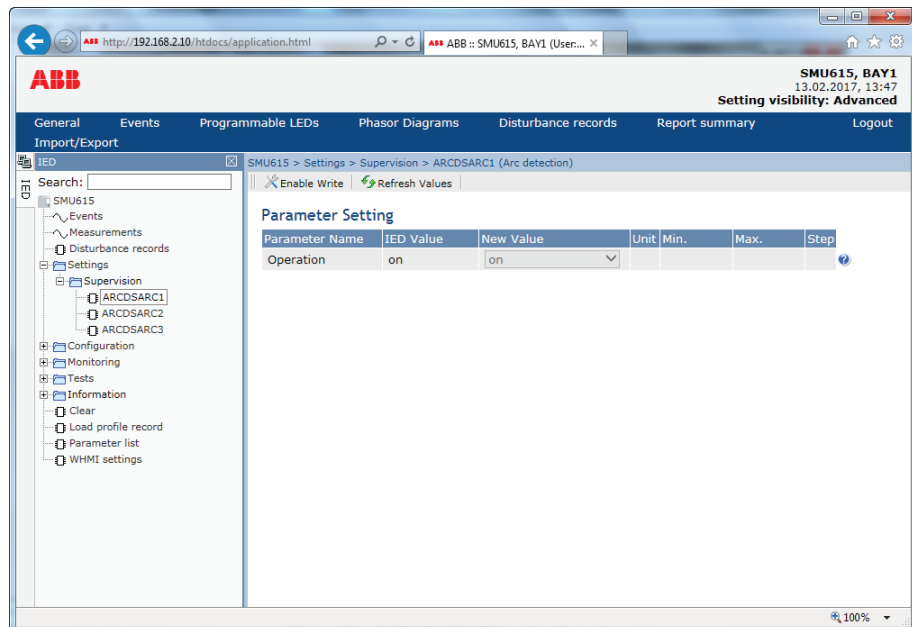 ABB http://192.168.2.10/htdocs/application.html
ABB ABB :: SMU615, BAY1 (User:...
ABB
SMU615, BAY1
13.02.2017, 13:47
Setting visibility: Advanced
General Events Programmable LEDs Phasor Diagrams Disturbance records Report summary Logout
Import/Export
IED
IED
SMU615 > Settings > Supervision > ARCDSARC1 (Arc detection)
Search:
Enable Write Refresh Values
SMU615
Events
Measurements
Disturbance records
Settings
Supervision
ARCDSARC1
ARCDSARC2
ARCDSARC3
Configuration
Monitoring
Tests
Information
Clear
Load profile record
Parameter list
WHMI settings
Parameter Setting
Parameter Name IED Value New Value Unit Min. Max. Step
Operation on on
100%